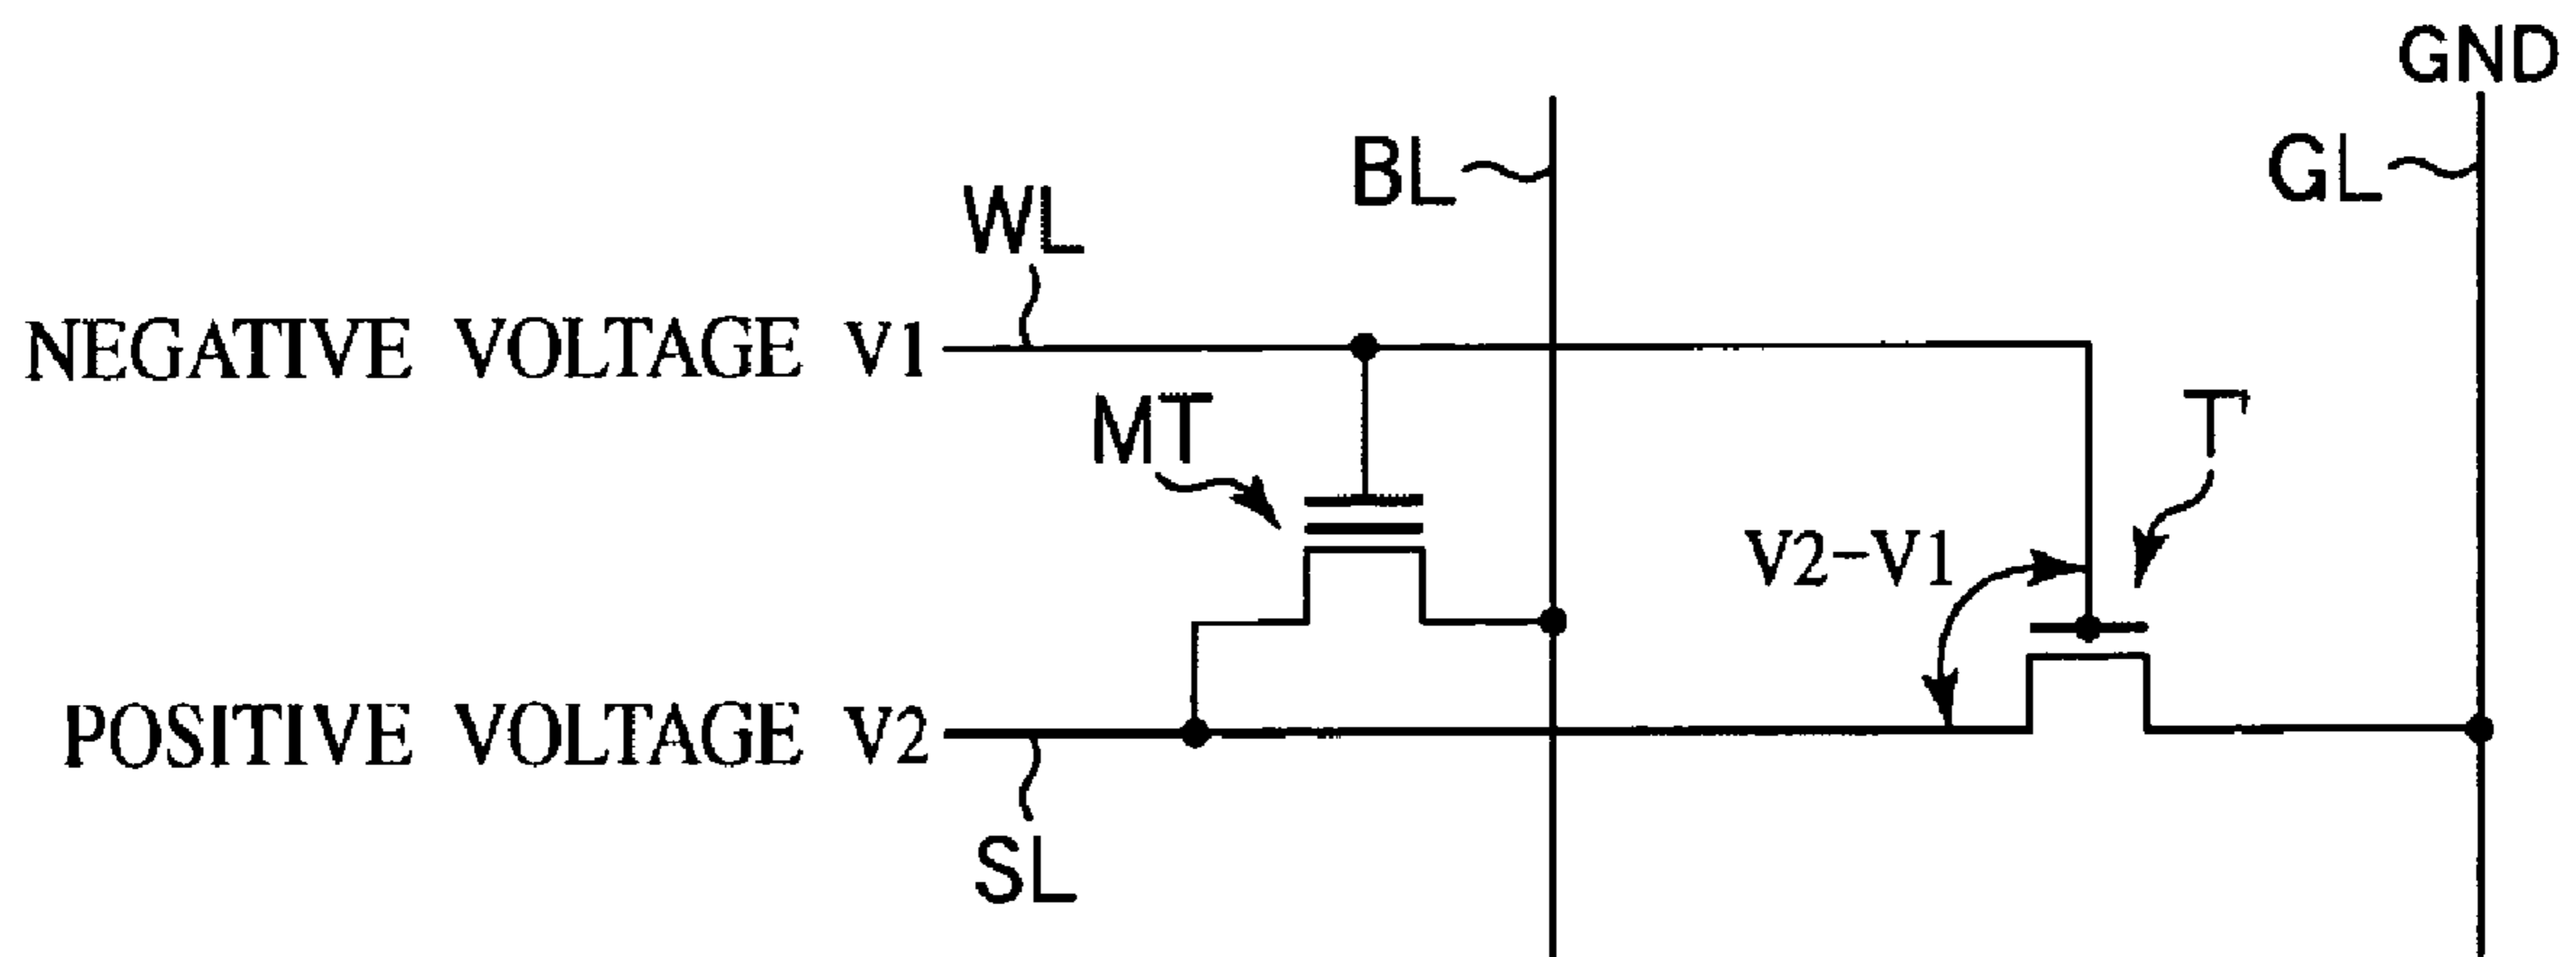 GND
BL
GL
WL
NEGATIVE VOLTAGE V1
MT
T
V2-V1
POSITIVE VOLTAGE V2
SL